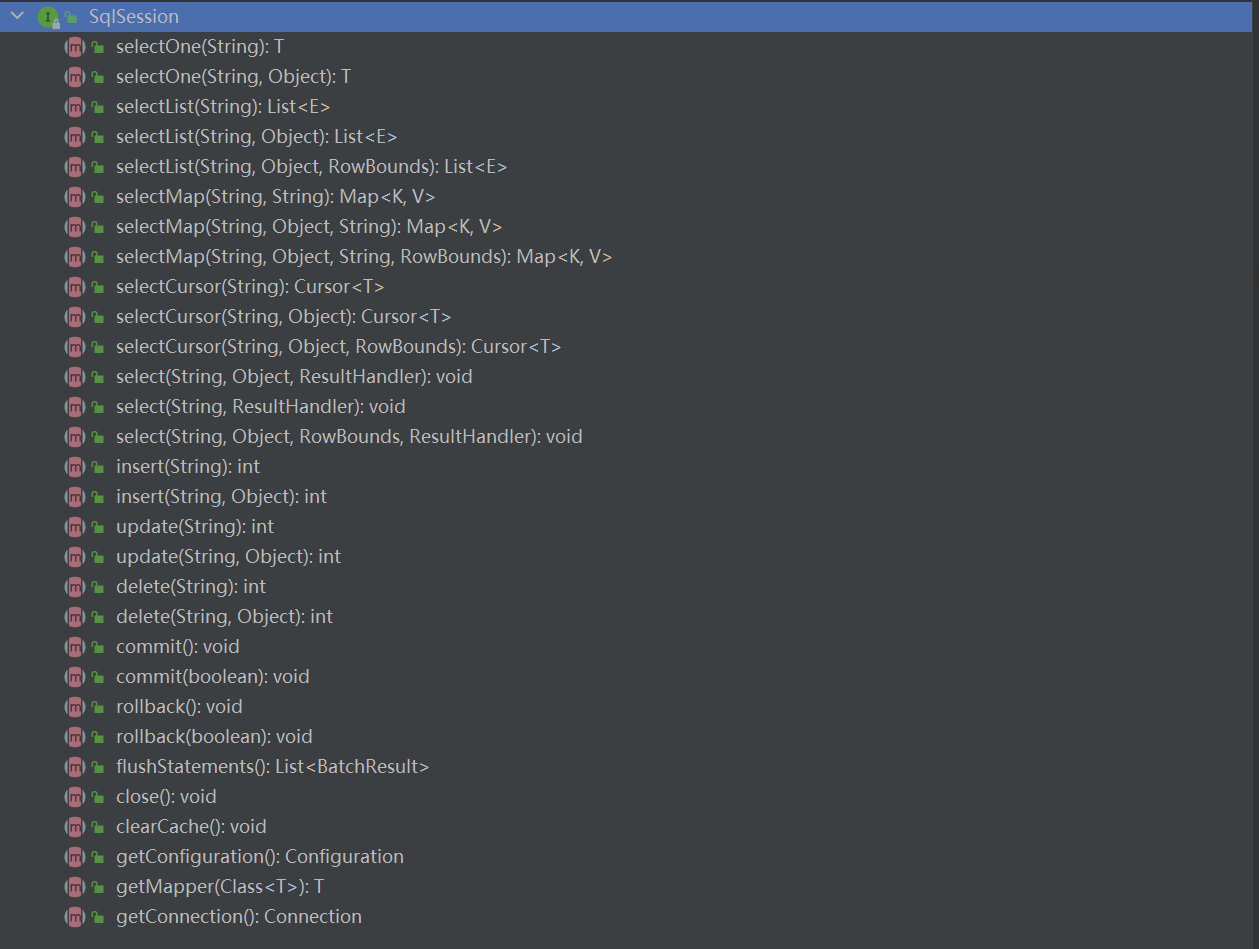 SqlSession
selectOne(String): T
selectOne(String, Object): T
selectList(String): List<E>
selectList(String, Object): List<E>
selectList(String, Object, RowBounds): List<E>
selectMap(String, String): Map<K, V>
selectMap(String, Object, String): Map<K, V>
selectMap(String, Object, String, RowBounds): Map<K, V>
selectCursor(String): Cursor<T>
selectCursor(String, Object): Cursor<T>
selectCursor(String, Object, RowBounds): Cursor<T>
select(String, Object, ResultHandler): void
select(String, ResultHandler): void
select(String, Object, RowBounds, ResultHandler): void
insert(String): int
insert(String, Object): int
update(String): int
update(String, Object): int
delete(String): int
delete(String, Object): int
commit(): void
commit(boolean): void
rollback(): void
rollback(boolean): void
flushStatements(): List<BatchResult>
close(): void
clearCache(): void
getConfiguration(): Configuration
getMapper(Class<T>): T
getConnection(): Connection